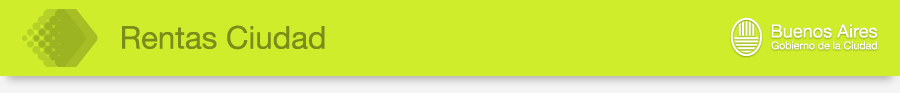 Rentas Ciudad
Buenos Aires
Gobierno de la Ciudad